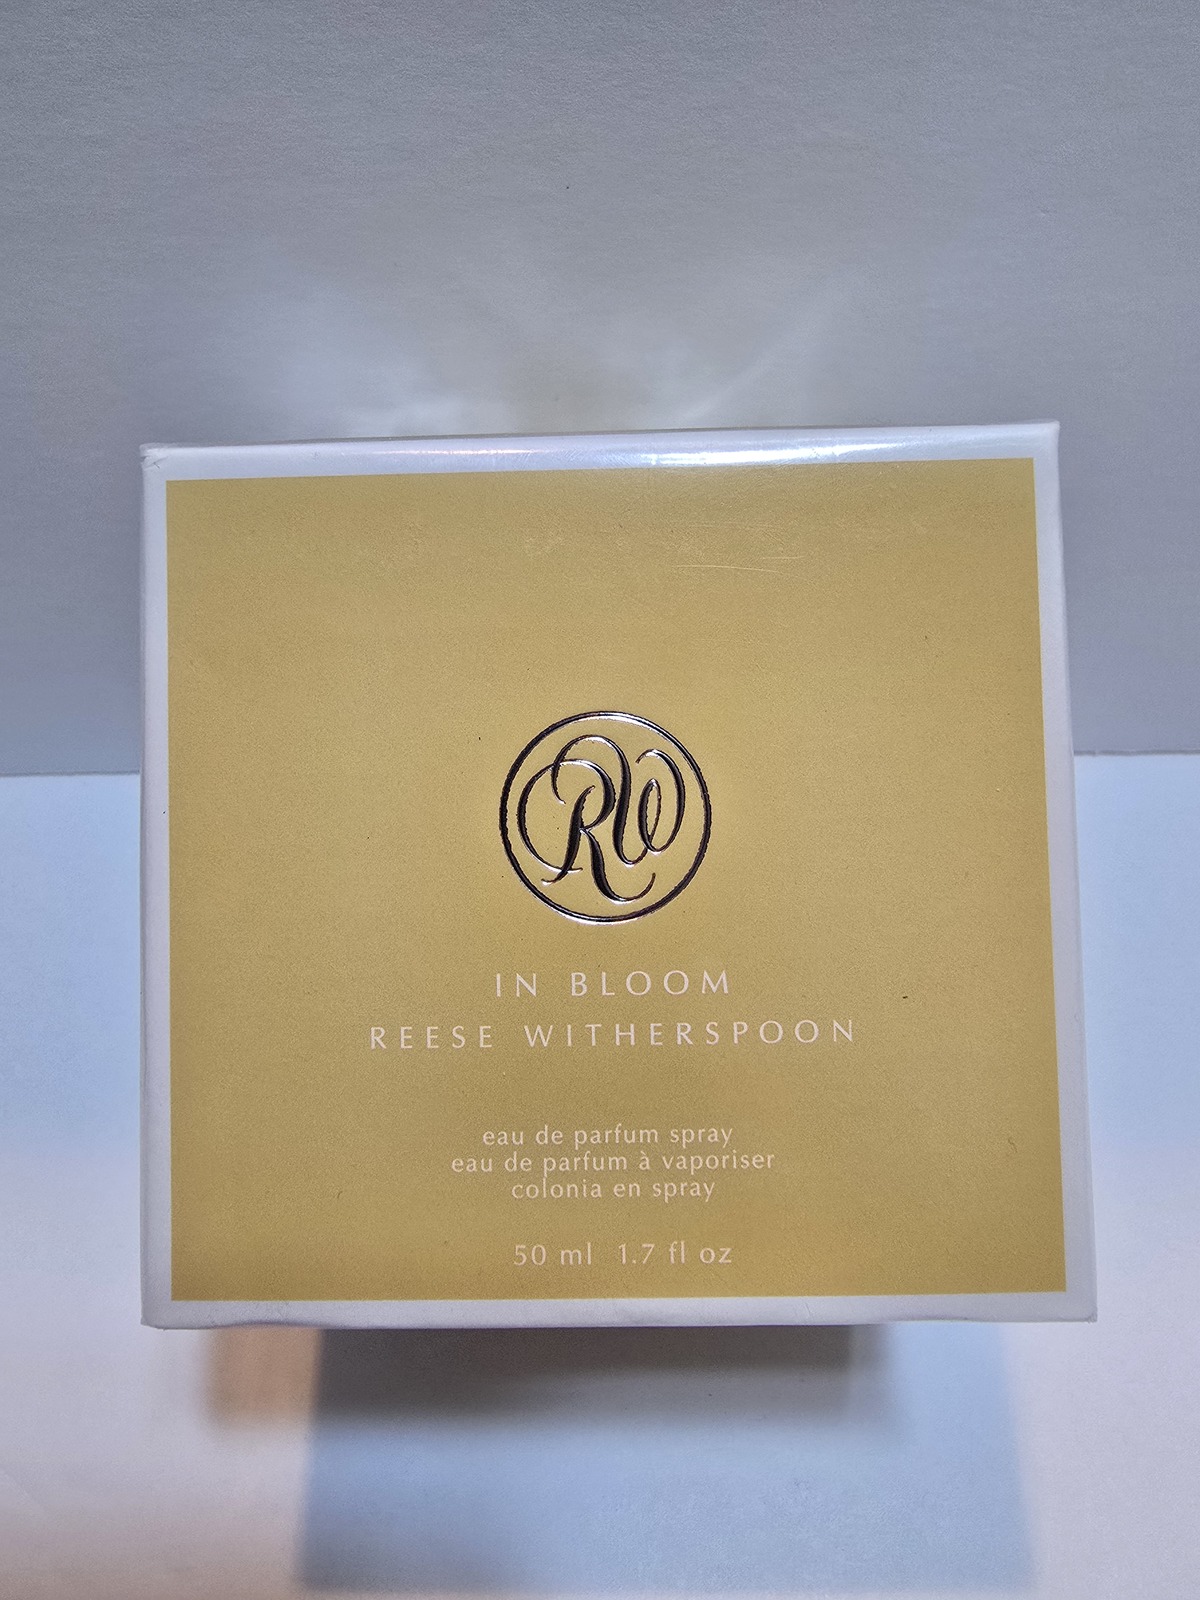 RW
IN BLOOM
REESE WITHERSPOON
eau de parfum spray
eau de parfum à vaporiser
colonia en spray
50 ml 1.7 fl oz